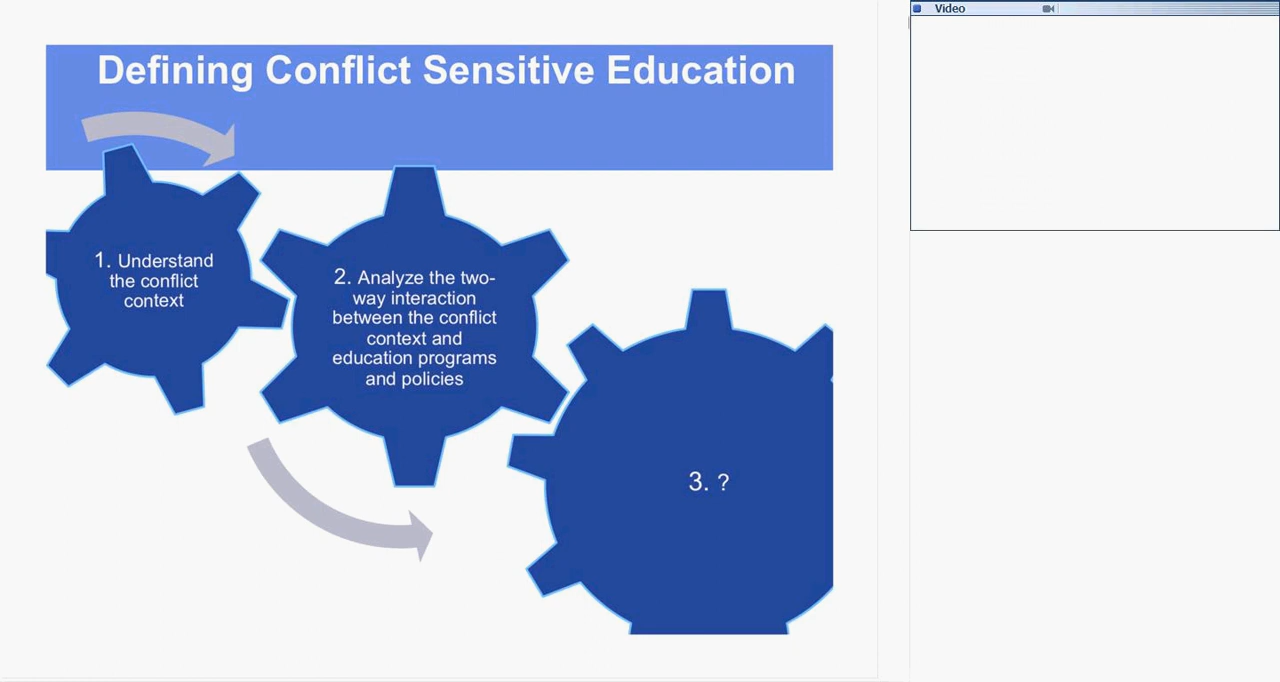 Video
Defining Conflict Sensitive Education
1. Understand
the conflict
context
2. Analyze the two-
way interaction
between the conflict
context and
education programs
and policies
3. ?